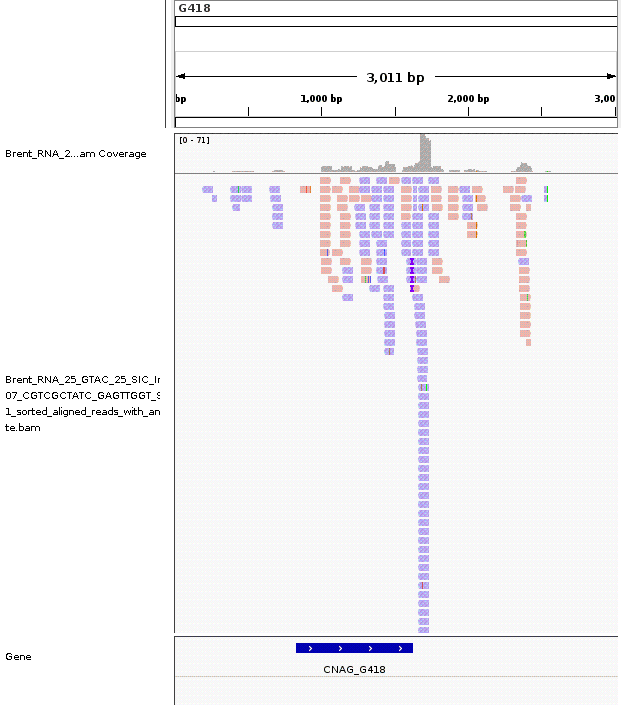 G418
3,011 bp
bp 1,000 bp 2,000 bp 3,00
[0 - 71]
Brent_RNA_2...am Coverage
Brent_RNA_25_GTAC_25_SIC_Ir
07_CGTCGCTATC_GAGTTGGT_S
1_sorted_aligned_reads_with_an
te.bam
Gene
CNAG_G418